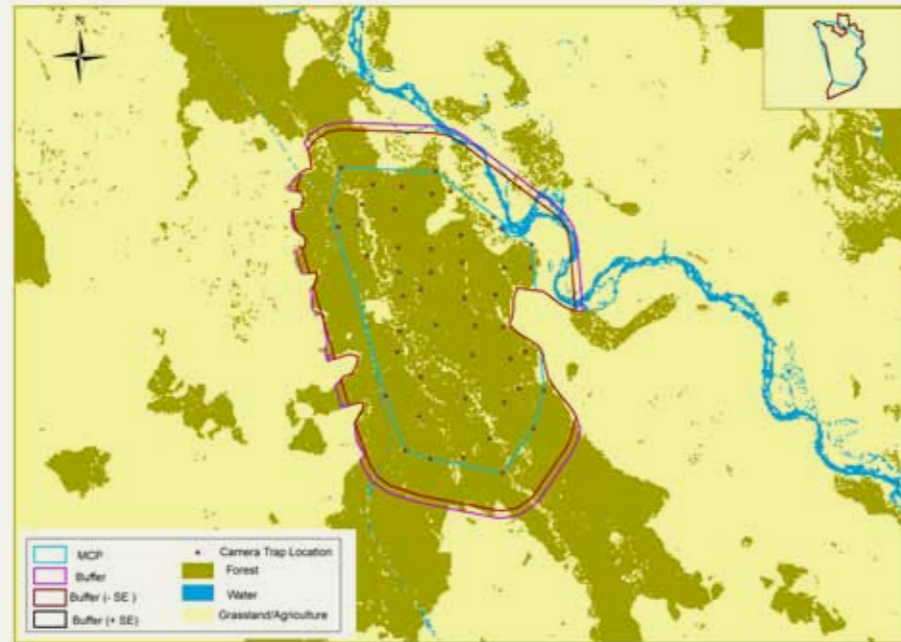 MCP
Buffer
Buffer (- SE )
Buffer (+ SE)
Camera Trap Location
Forest
Water
Grassland/Agriculture